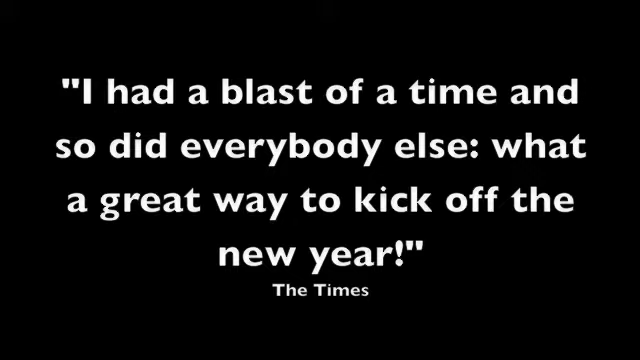 "I had a blast of a time and
so did everybody else: what
a great way to kick off the
new year!"
The Times